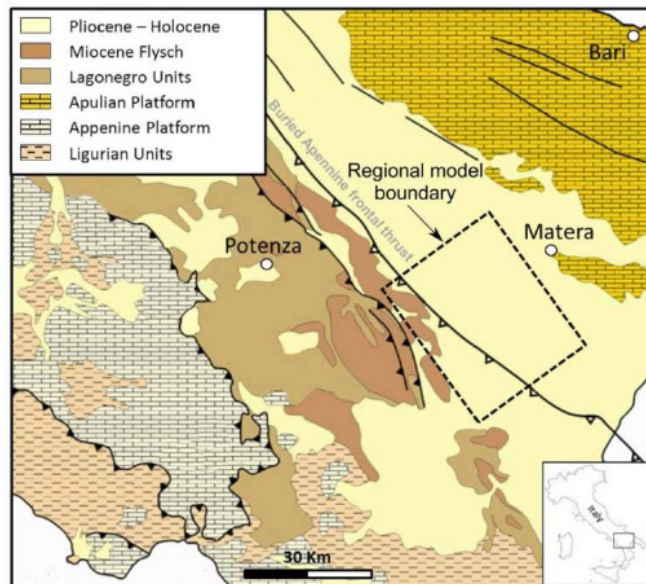 Pliocene – Holocene
Miocene Flysch
Lagonegro Units
Apulian Platform
Appenine Platform
Ligurian Units
Bari
Buried Apennine frontal thrust
Regional model
boundary
Matera
Potenza
Italy
30 Km